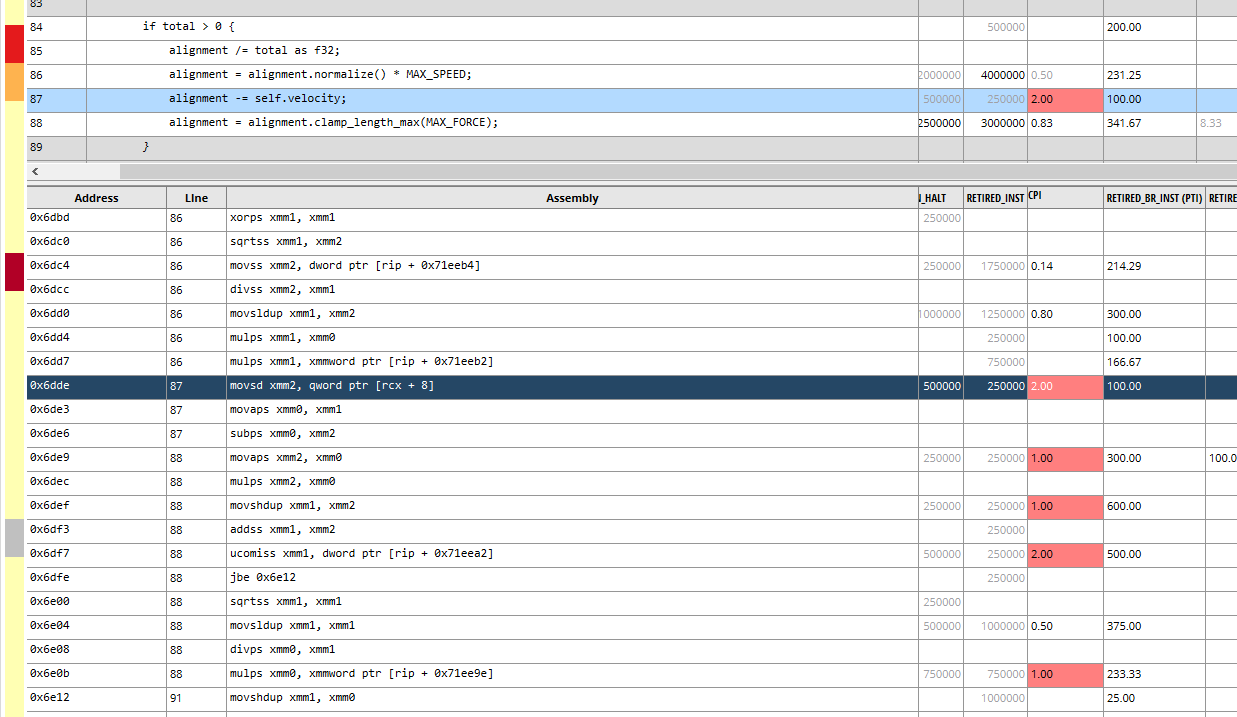 83
84 if total > 0 { 500000 200.00
85 alignment /= total as f32;
86 alignment = alignment.normalize() * MAX_SPEED; 2000000 4000000 0.50 231.25
87 alignment -= self.velocity; 500000 250000 2.00 100.00
88 alignment = alignment.clamp_length_max(MAX_FORCE); 2500000 3000000 0.83 341.67 8.33
89 }
Address LIne Assembly N_HALT RETIRED_INST CPI RETIRED_BR_INST (PTI) RETIRE
0x6dbd 86 xorps xmm1, xmm1 250000
0x6dc0 86 sqrtss xmm1, xmm2
0x6dc4 86 movss xmm2, dword ptr [rip + 0x71eeb4] 250000 1750000 0.14 214.29
0x6dcc 86 divss xmm2, xmm1
0x6dd0 86 movsldup xmm1, xmm2 1000000 1250000 0.80 300.00
0x6dd4 86 mulps xmm1, xmm0 250000 100.00
0x6dd7 86 mulps xmm1, xmmword ptr [rip + 0x71eeb2] 750000 166.67
0x6dde 87 movsd xmm2, qword ptr [rcx + 8] 500000 250000 2.00 100.00
0x6de3 87 movaps xmm0, xmm1
0x6de6 87 subps xmm0, xmm2
0x6de9 88 movaps xmm2, xmm0 250000 250000 1.00 300.00 100.0
0x6dec 88 mulps xmm2, xmm0
0x6def 88 movshdup xmm1, xmm2 250000 250000 1.00 600.00
0x6df3 88 addss xmm1, xmm2 250000
0x6df7 88 ucomiss xmm1, dword ptr [rip + 0x71eea2] 500000 250000 2.00 500.00
0x6dfe 88 jbe 0x6e12 250000
0x6e00 88 sqrtss xmm1, xmm1 250000
0x6e04 88 movsldup xmm1, xmm1 500000 1000000 0.50 375.00
0x6e08 88 divps xmm0, xmm1
0x6e0b 88 mulps xmm0, xmmword ptr [rip + 0x71ee9e] 750000 750000 1.00 233.33
0x6e12 91 movshdup xmm1, xmm0 1000000 25.00